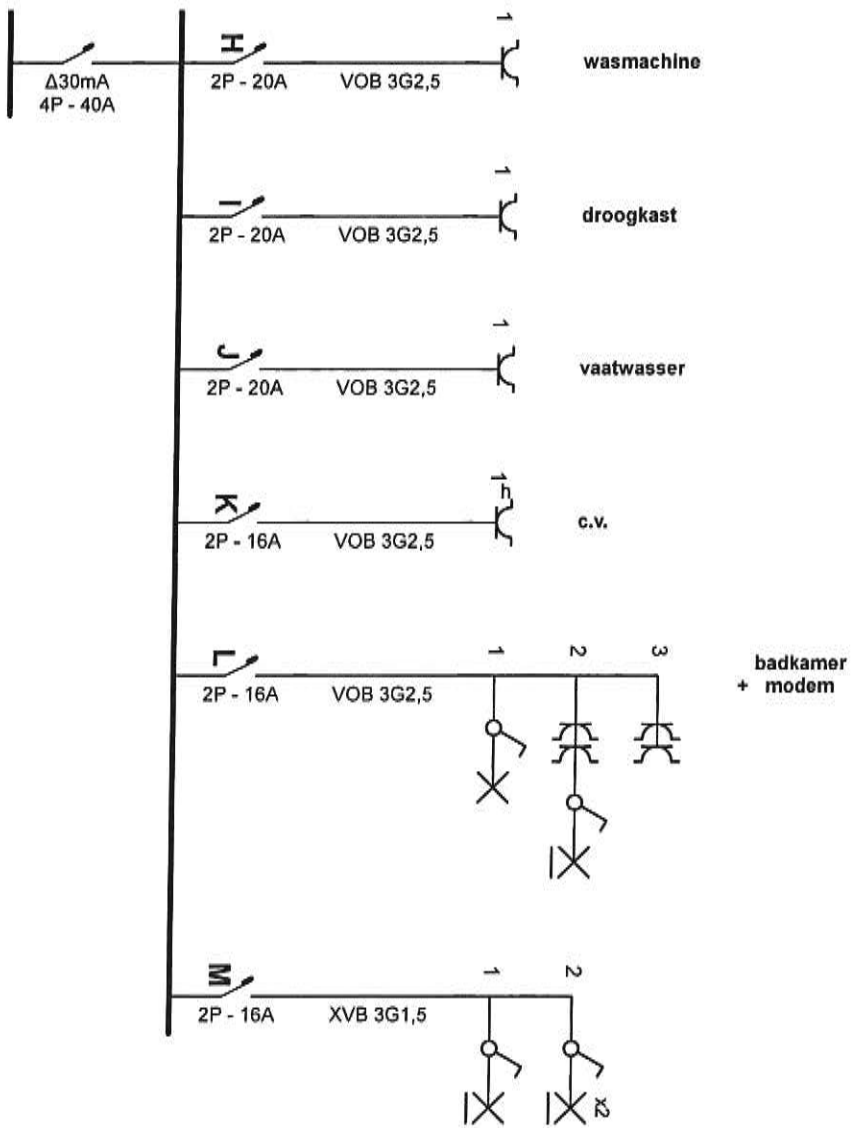 Δ30mA
4P - 40A
H
2P - 20A
VOB 3G2,5
1
wasmachine
I
2P - 20A
VOB 3G2,5
1
droogkast
J
2P - 20A
VOB 3G2,5
1
vaatwasser
K
2P - 16A
VOB 3G2,5
1
h
c.v.
L
2P - 16A
VOB 3G2,5
1
2
3
badkamer
+ modem
M
2P - 16A
XVB 3G1,5
1
2
x2